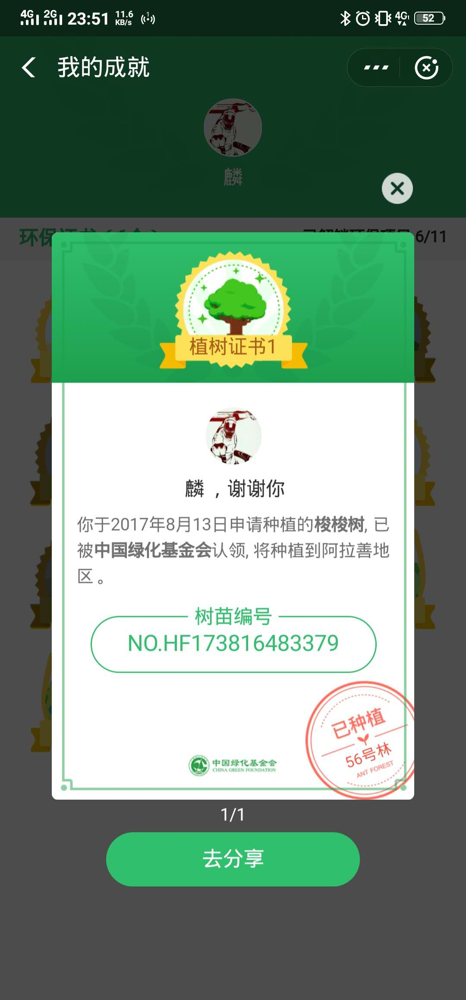 4G 2G 23:51 11.6 KB/s 4G 52
我的成就
麟
6/11
植树证书1
麟 ，谢谢你
你于2017年8月13日申请种植的梭梭树, 已
被中国绿化基金会认领, 将种植到阿拉善地
区 。
树苗编号
NO.HF173816483379
已种植
56号林
ANT FOREST
中国绿化基金会
CHINA GREEN FOUNDATION
1/1
去分享